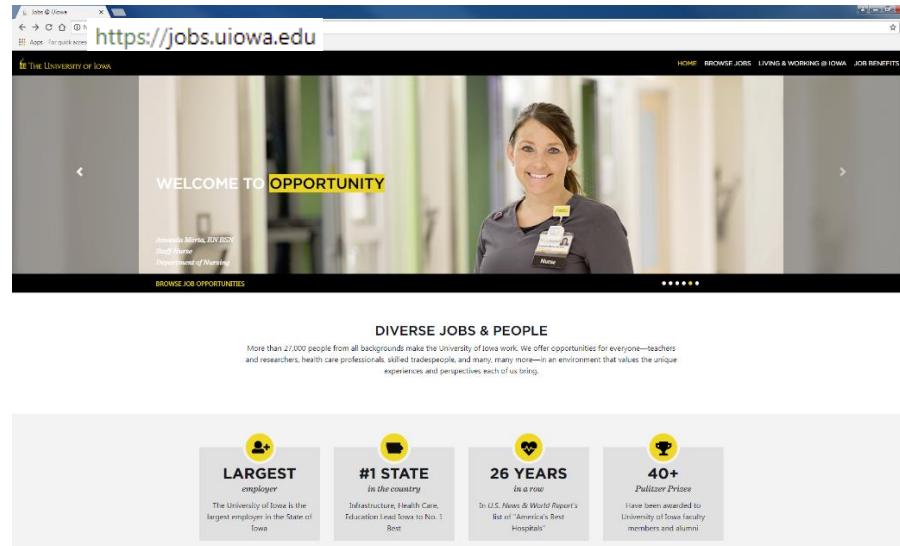 Jobs @ UIowa
Apps For quick access
https://jobs.uiowa.edu
THE UNIVERSITY OF IOWA
HOME BROWSE JOBS LIVING & WORKING @ IOWA JOB BENEFITS
WELCOME TO OPPORTUNITY
RN BSN
Staff Nurse
Department of Nursing
Nurse
BROWSE JOB OPPORTUNITIES
DIVERSE JOBS & PEOPLE
More than 27,000 people from all backgrounds make the University of Iowa work. We offer opportunities for everyone—teachers
and researchers, health care professionals, skilled tradespeople, and many, many more—in an environment that values the unique
experiences and perspectives each of us bring.
LARGEST
employer
The University of Iowa is the
largest employer in the State of
Iowa
#1 STATE
in the country
Infrastructure, Health Care,
Education Lead Iowa to No. 1
Best
26 YEARS
in a row
In U.S. News & World Report's
list of "America's Best
Hospitals"
40+
Pulitzer Prizes
Have been awarded to
University of Iowa faculty
members and alumni